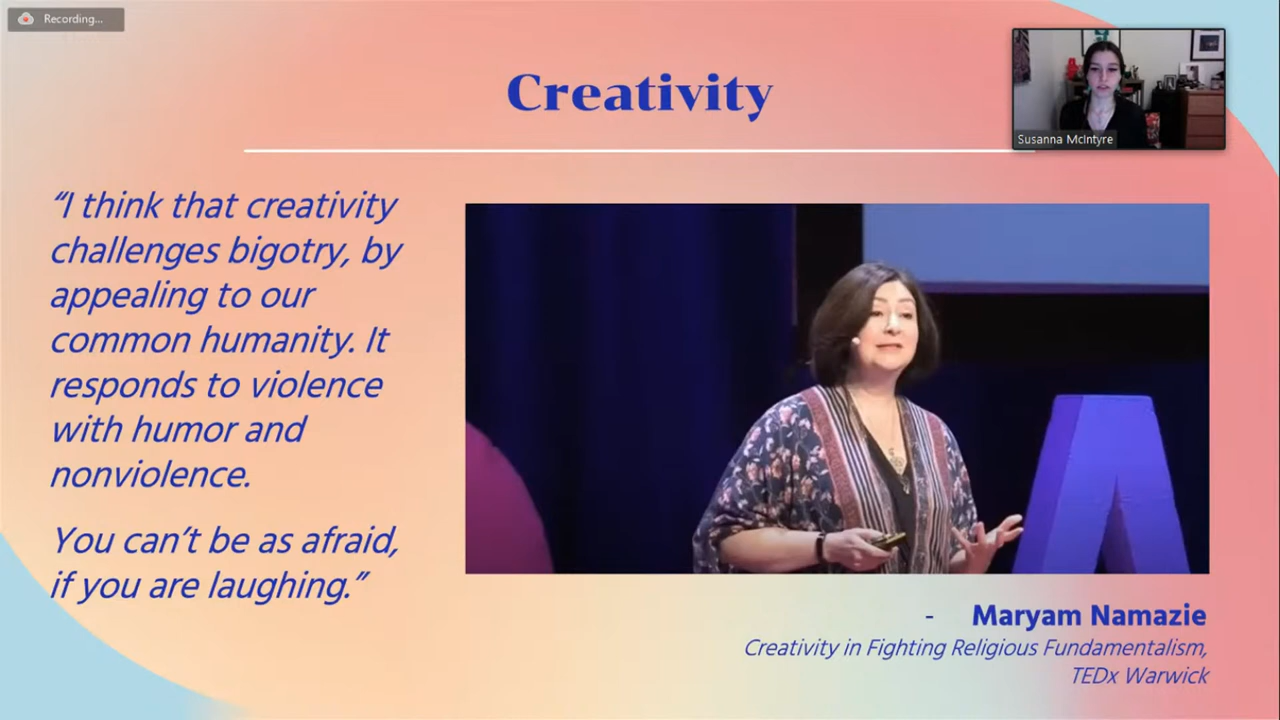 Recording...
Creativity
Susanna McIntyre
“I think that creativity
challenges bigotry, by
appealing to our
common humanity. It
responds to violence
with humor and
nonviolence.
You can’t be as afraid,
if you are laughing.”
- Maryam Namazie
Creativity in Fighting Religious Fundamentalism,
TEDx Warwick